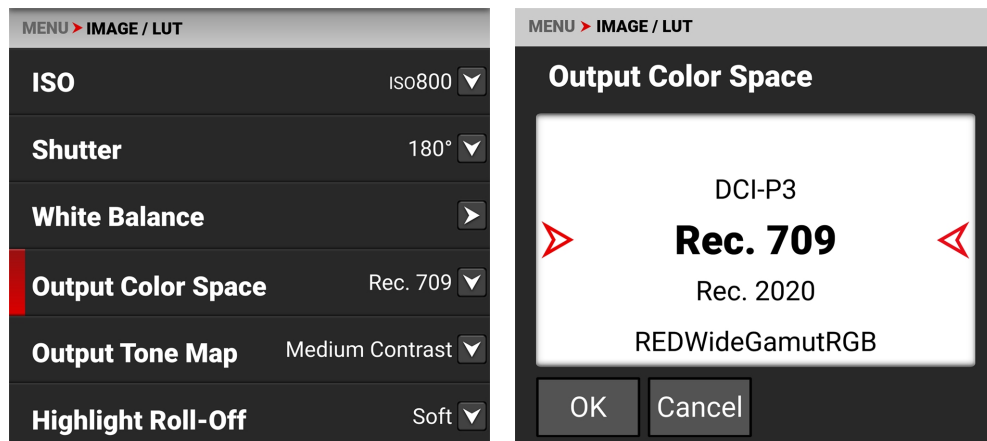 MENU IMAGE / LUT
ISO ISO800
Shutter 180°
White Balance
Output Color Space Rec. 709
Output Tone Map Medium Contrast
Highlight Roll-Off Soft
MENU IMAGE / LUT
Output Color Space
DCI-P3
Rec. 709
Rec. 2020
REDWideGamutRGB
OK Cancel